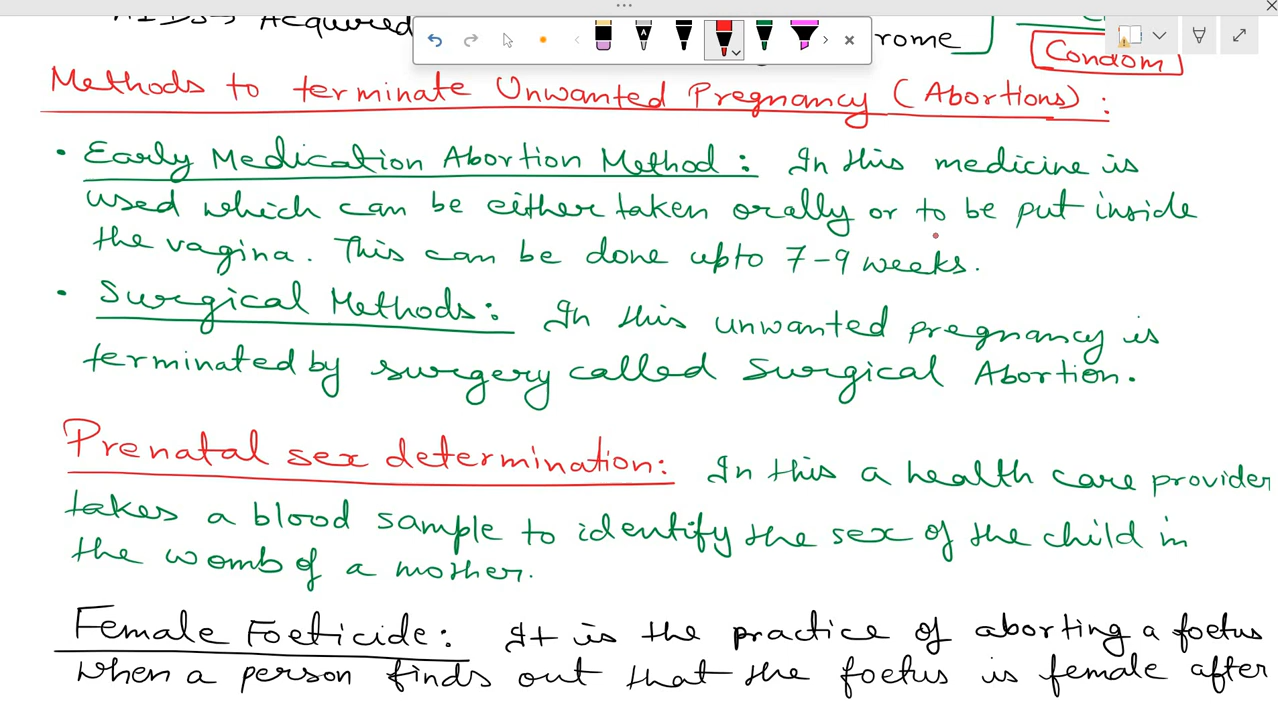 Acquired
rome
Condom
Methods to terminate Unwanted Pregnancy (Abortions) :
• Early Medication Abortion Method : In this medicine is
used which can be either taken orally or to be put inside
the vagina. This can be done upto 7-9 weeks.
• Surgical Methods : In this unwanted pregnancy is
terminated by surgery called Surgical Abortion.
Prenatal sex determination: In this a health care provider
takes a blood sample to identify the sex of the child in
the womb of a mother.
Female Foeticide : It is the practice of aborting a foetus
when a person finds out that the foetus is female after